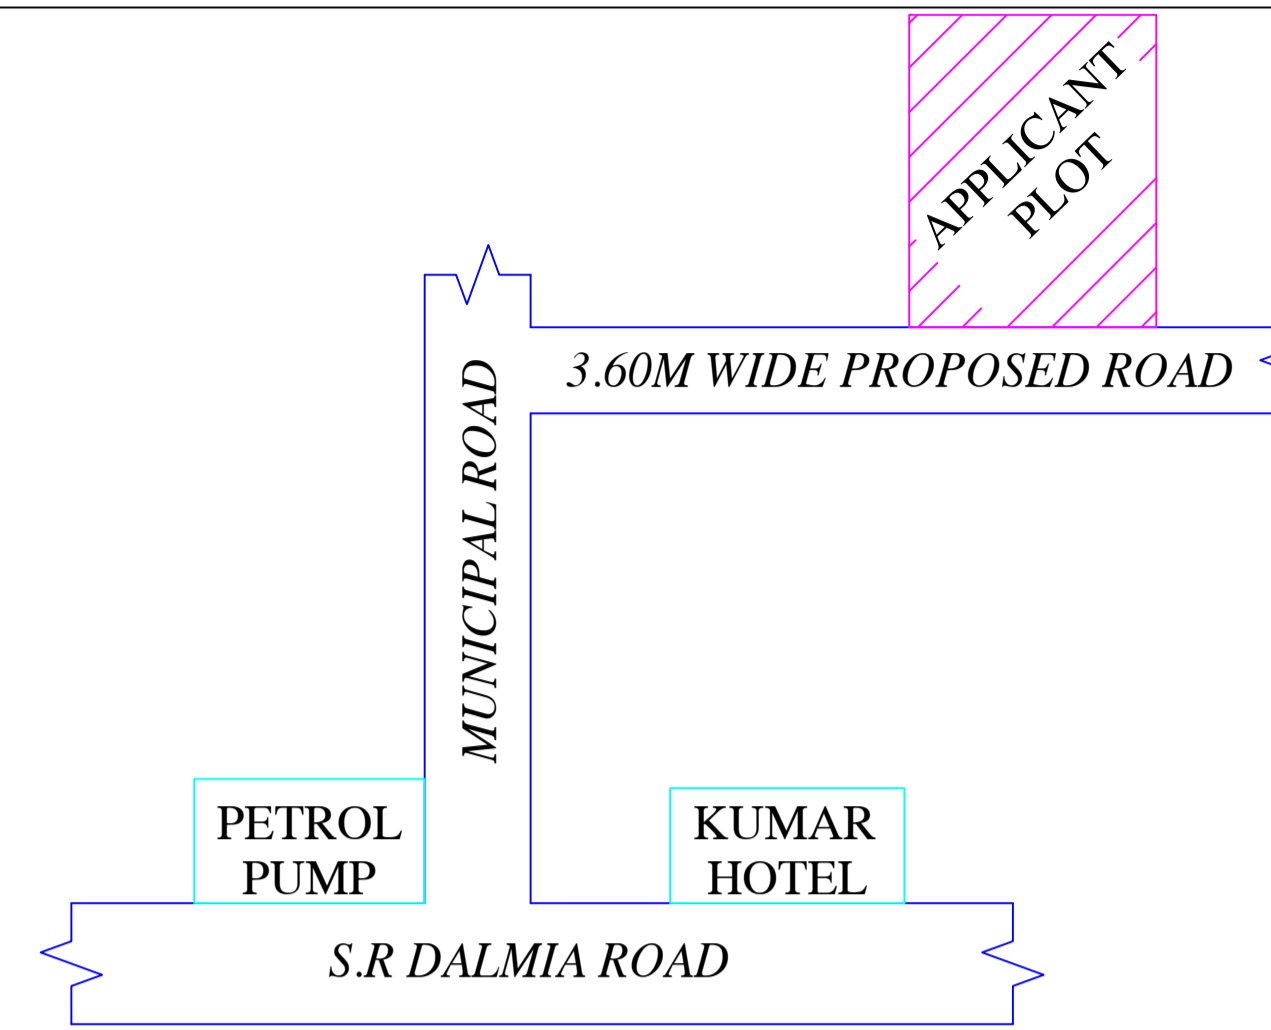 APPLICANT
PLOT
3.60M WIDE PROPOSED ROAD
MUNICIPAL ROAD
PETROL
PUMP
KUMAR
HOTEL
S.R DALMIA ROAD